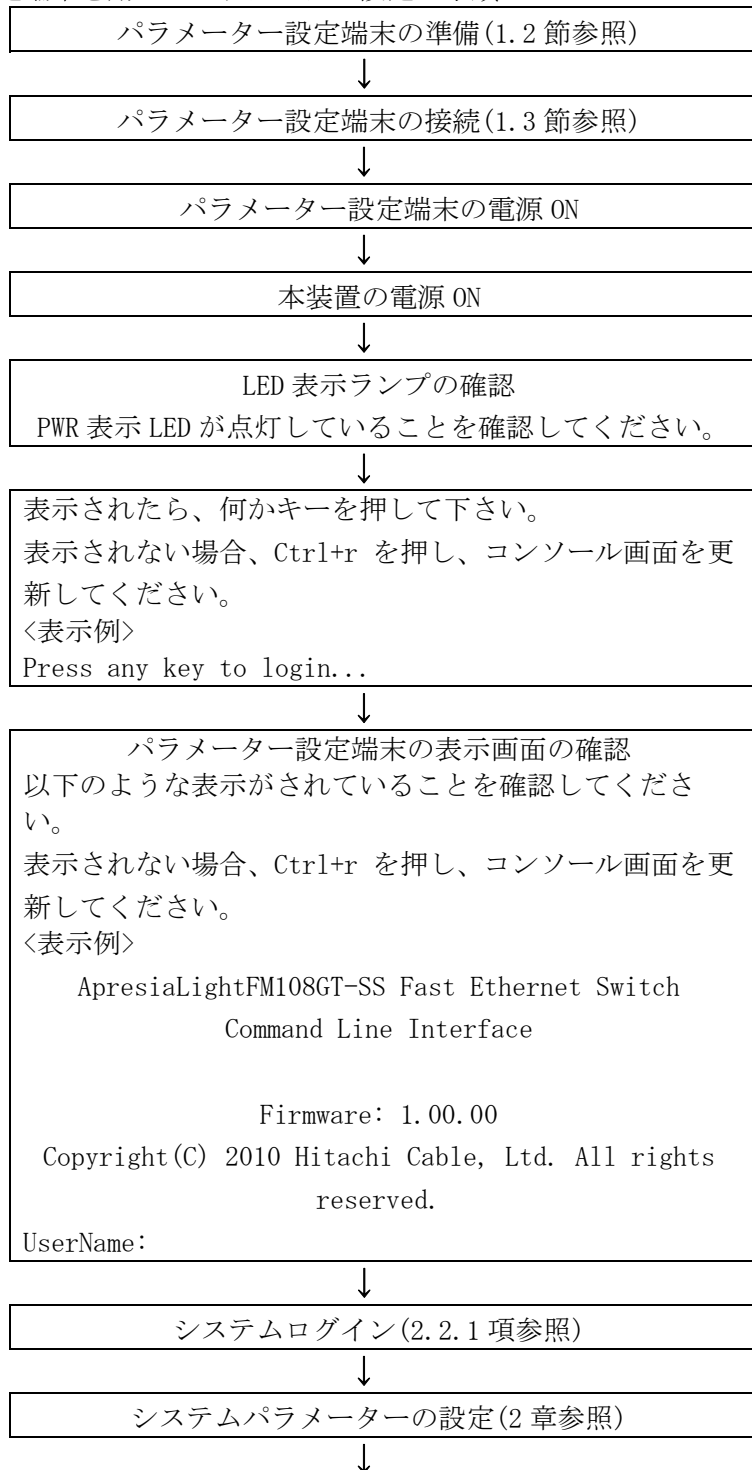 パラメーター設定端末の準備(1.2 節参照)
↓
パラメーター設定端末の接続(1.3 節参照)
↓
パラメーター設定端末の電源 ON
↓
本装置の電源 ON
↓
LED 表示ランプの確認
PWR 表示 LED が点灯していることを確認してください。
↓
表示されたら、何かキーを押して下さい。
表示されない場合、Ctrl+r を押し、コンソール画面を更
新してください。
<表示例>
Press any key to login...
↓
パラメーター設定端末の表示画面の確認
以下のような表示がされていることを確認してくださ
い。
表示されない場合、Ctrl+r を押し、コンソール画面を更
新してください。
<表示例>
ApresiaLightFM108GT-SS Fast Ethernet Switch
Command Line Interface
Firmware: 1.00.00
Copyright(C) 2010 Hitachi Cable, Ltd. All rights
reserved.
UserName:
↓
システムログイン(2.2.1 項参照)
↓
システムパラメーターの設定(2 章参照)
↓